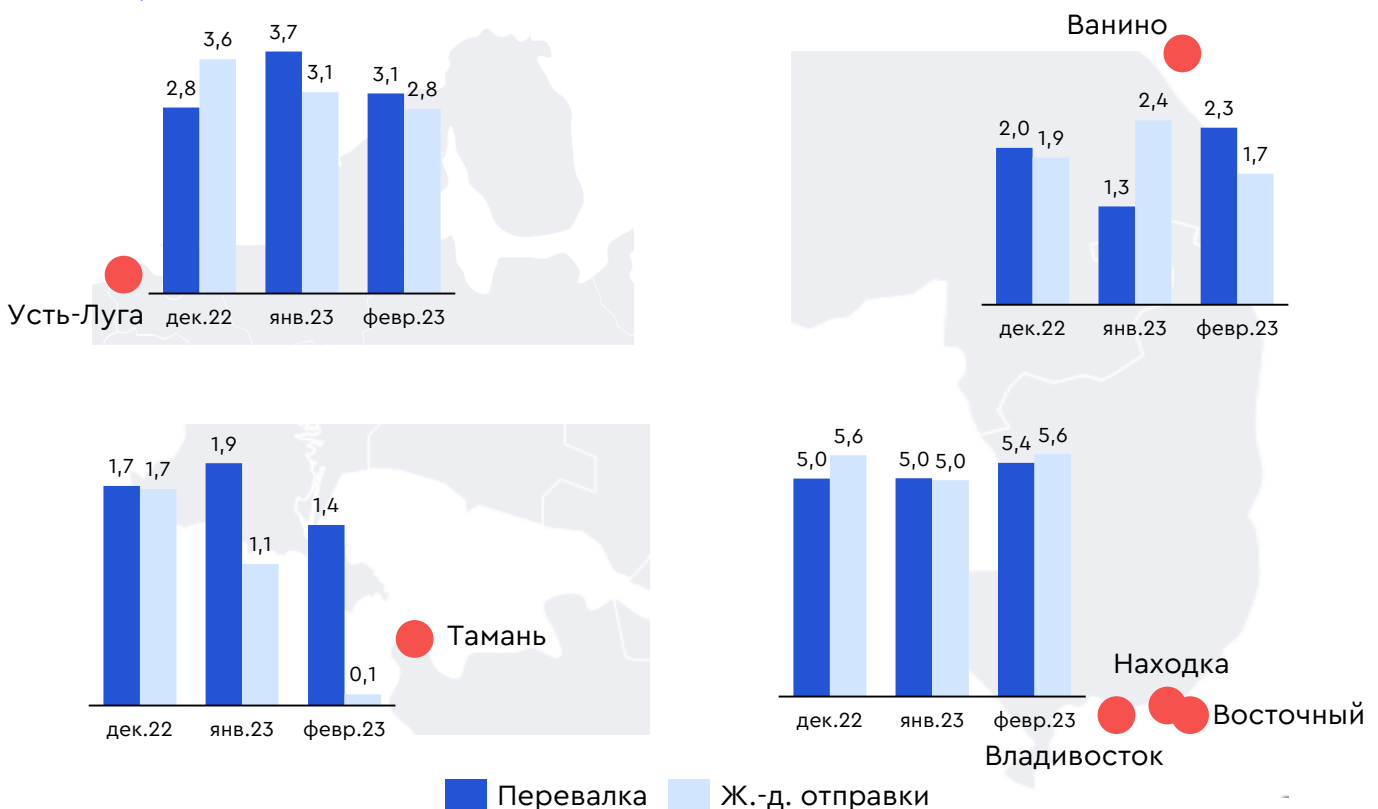 3,6
3,7
2,8
3,1
3,1
2,8
Усть-Луга
дек.22
янв.23
февр.23
Ванино
2,0
1,9
1,3
2,4
2,3
1,7
дек.22
янв.23
февр.23
1,7
1,7
1,9
1,1
1,4
0,1
Тамань
дек.22
янв.23
февр.23
5,0
5,6
5,0
5,0
5,4
5,6
дек.22
янв.23
февр.23
Находка
Восточный
Владивосток
Перевалка
Ж.-д. отправки